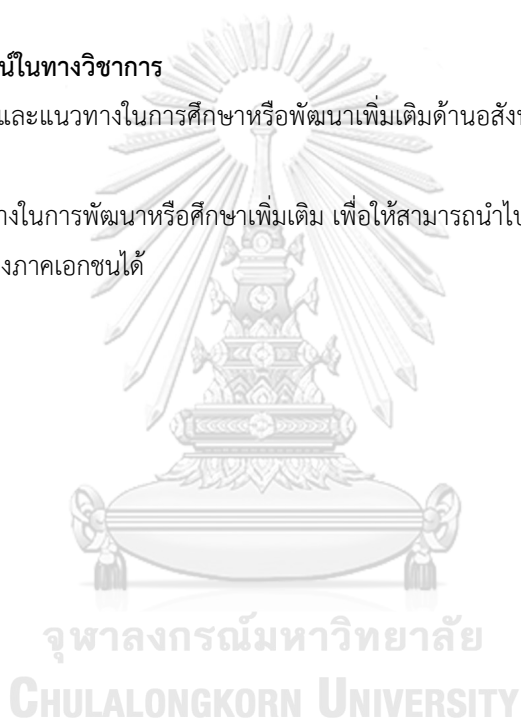 น์ในทางวิชาการ
และแนวทางในการศึกษาหรือพัฒนาเพิ่มเติมด้านอสังห
างในการพัฒนาหรือศึกษาเพิ่มเติม เพื่อให้สามารถนำไป
งภาคเอกชนได้
จุฬาลงกรณ์มหาวิทยาลัย
CHULALONGKORN UNIVERSITY